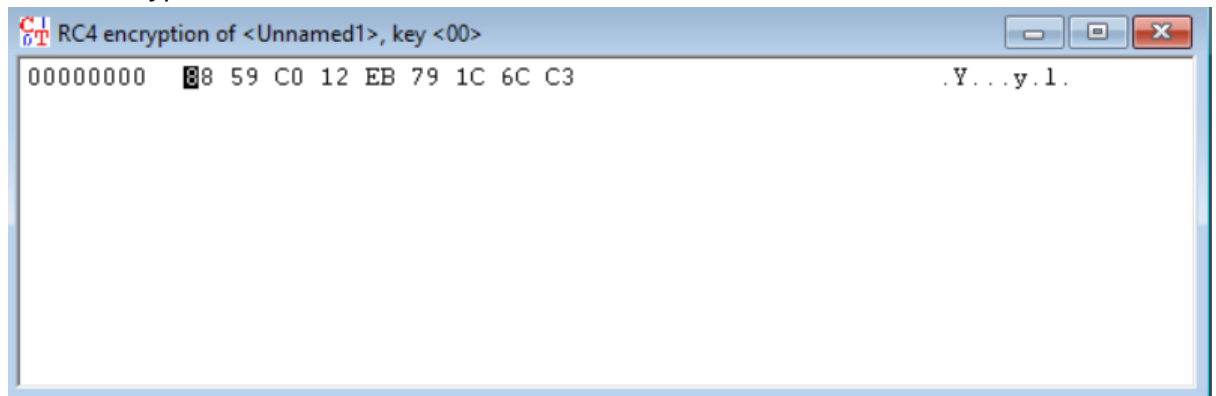 RC4 encryption of <Unnamed1>, key <00>
00000000 88 59 C0 12 EB 79 1C 6C C3 .Y...y.l.